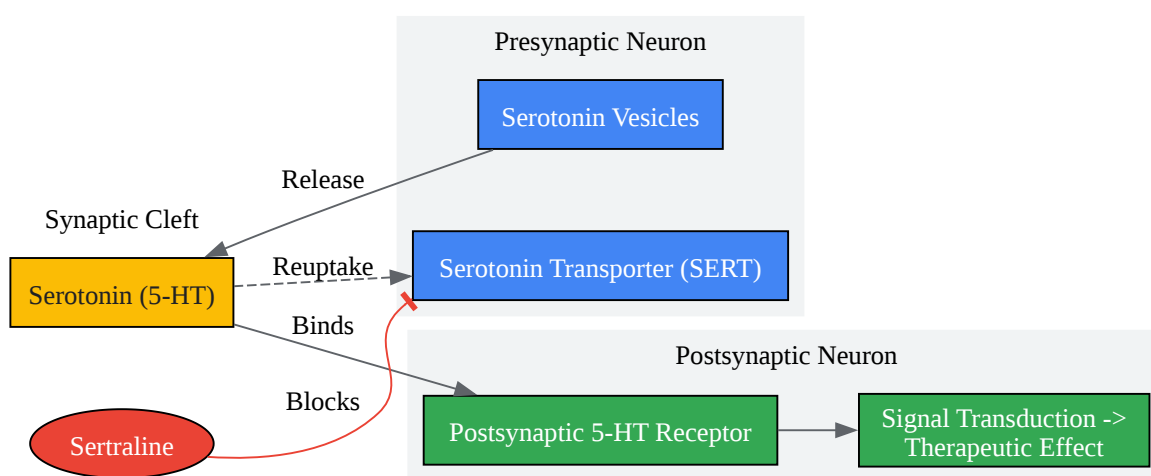 Presynaptic Neuron
Serotonin Vesicles
Release
Synaptic Cleft
Serotonin (5-HT)
Reuptake
Serotonin Transporter (SERT)
Binds
Postsynaptic Neuron
Blocks
Sertraline
Postsynaptic 5-HT Receptor
Signal Transduction ->
Therapeutic Effect